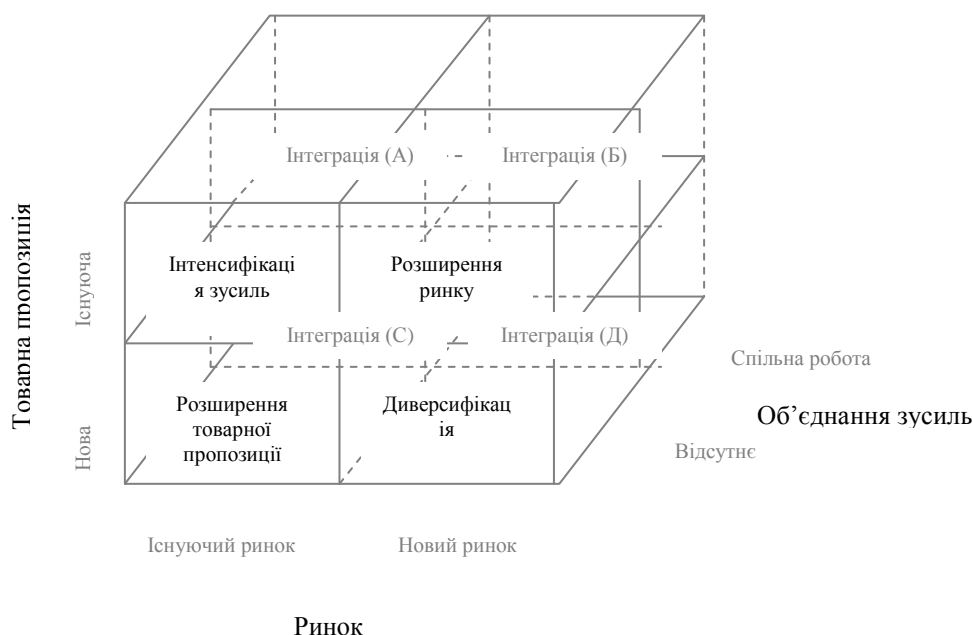 Товарна пропозиція
Існуюча
Нова
Інтеграція (А)
Інтеграція (Б)
Інтенсифікаці
я зусиль
Розширення
ринку
Інтеграція (С)
Інтеграція (Д)
Розширення
товарної
пропозиції
Диверсифікац
ія
Спільна робота
Об’єднання зусиль
Відсутнє
Існуючий ринок
Новий ринок
Ринок